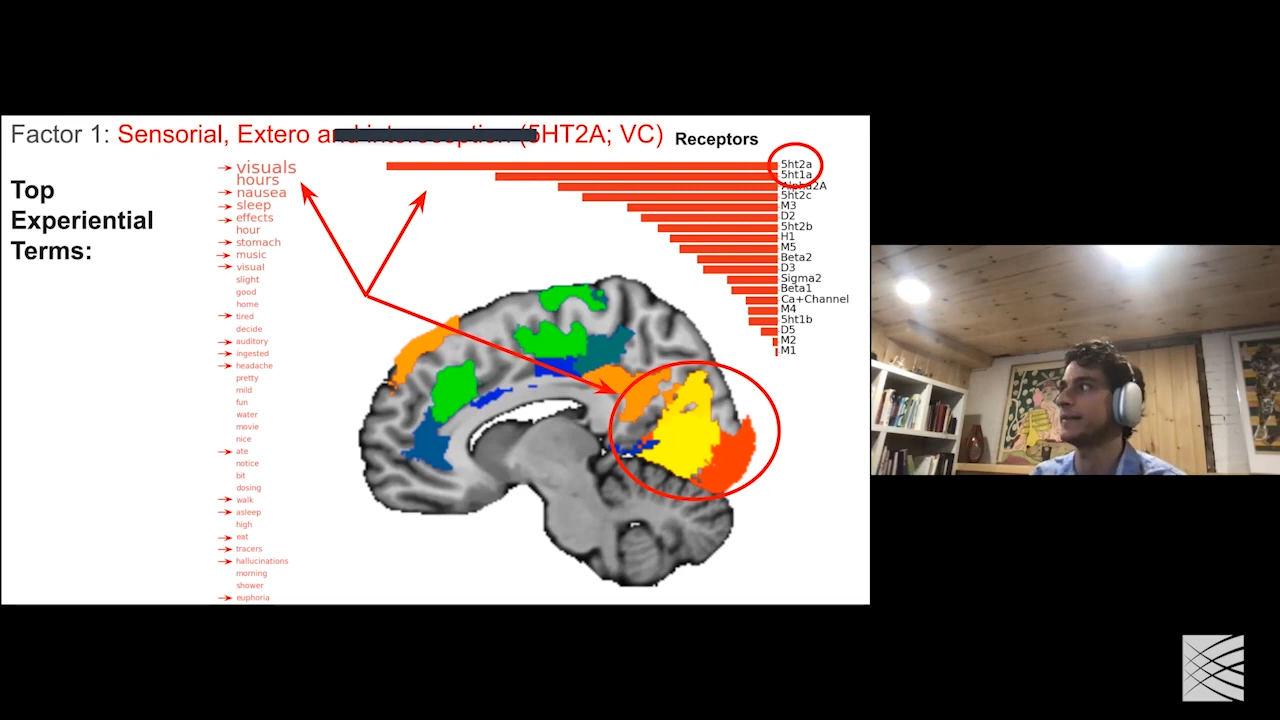 Factor 1: Sensorial, Extero and interoception (5HT2A; VC)
Receptors
Top
Experiential
Terms:
visuals
hours
nausea
sleep
effects
hour
stomach
music
visual
slight
good
home
tired
decide
auditory
ingested
headache
pretty
mild
fun
water
movie
nice
ate
notice
bit
dosing
walk
asleep
high
eat
tracers
hallucinations
morning
shower
euphoria
5ht2a
5ht1a
Alpha2A
5ht2c
M3
D2
5ht2b
H1
M5
Beta2
D3
Sigma2
Beta1
Ca+Channel
M4
5ht1b
D5
M2
M1